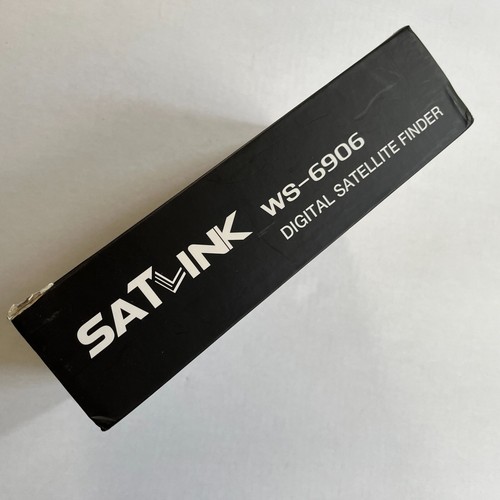 SATLINK WS-6906
DIGITAL SATELLITE FINDER